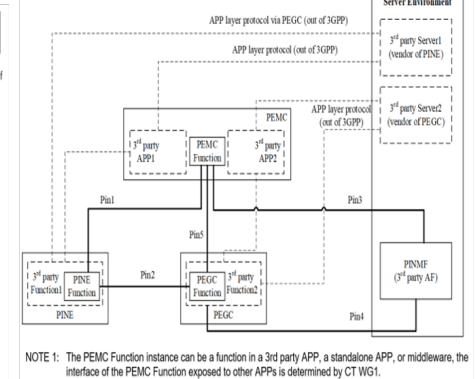 Server Environment
APP layer protocol via PEGC (out of 3GPP)
3rd party Server1
(vendor of PINE)
APP layer protocol (out of 3GPP)
3rd party Server2
(vendor of PEGC)
APP layer protocol
(out of 3GPP)
PEMC
3rd party
APP1
PEMC
Function
3rd party
APP2
Pin1
Pin3
Pin5
Pin2
3rd party
Function1
PINE
Function
PINE
PEGC
Function
3rd party
Function2
PEGC
PINMF
(3rd party AF)
Pin4
NOTE 1: The PEMC Function instance can be a function in a 3rd party APP, a standalone APP, or middleware, the
interface of the PEMC Function exposed to other APPs is determined by CT WG1.